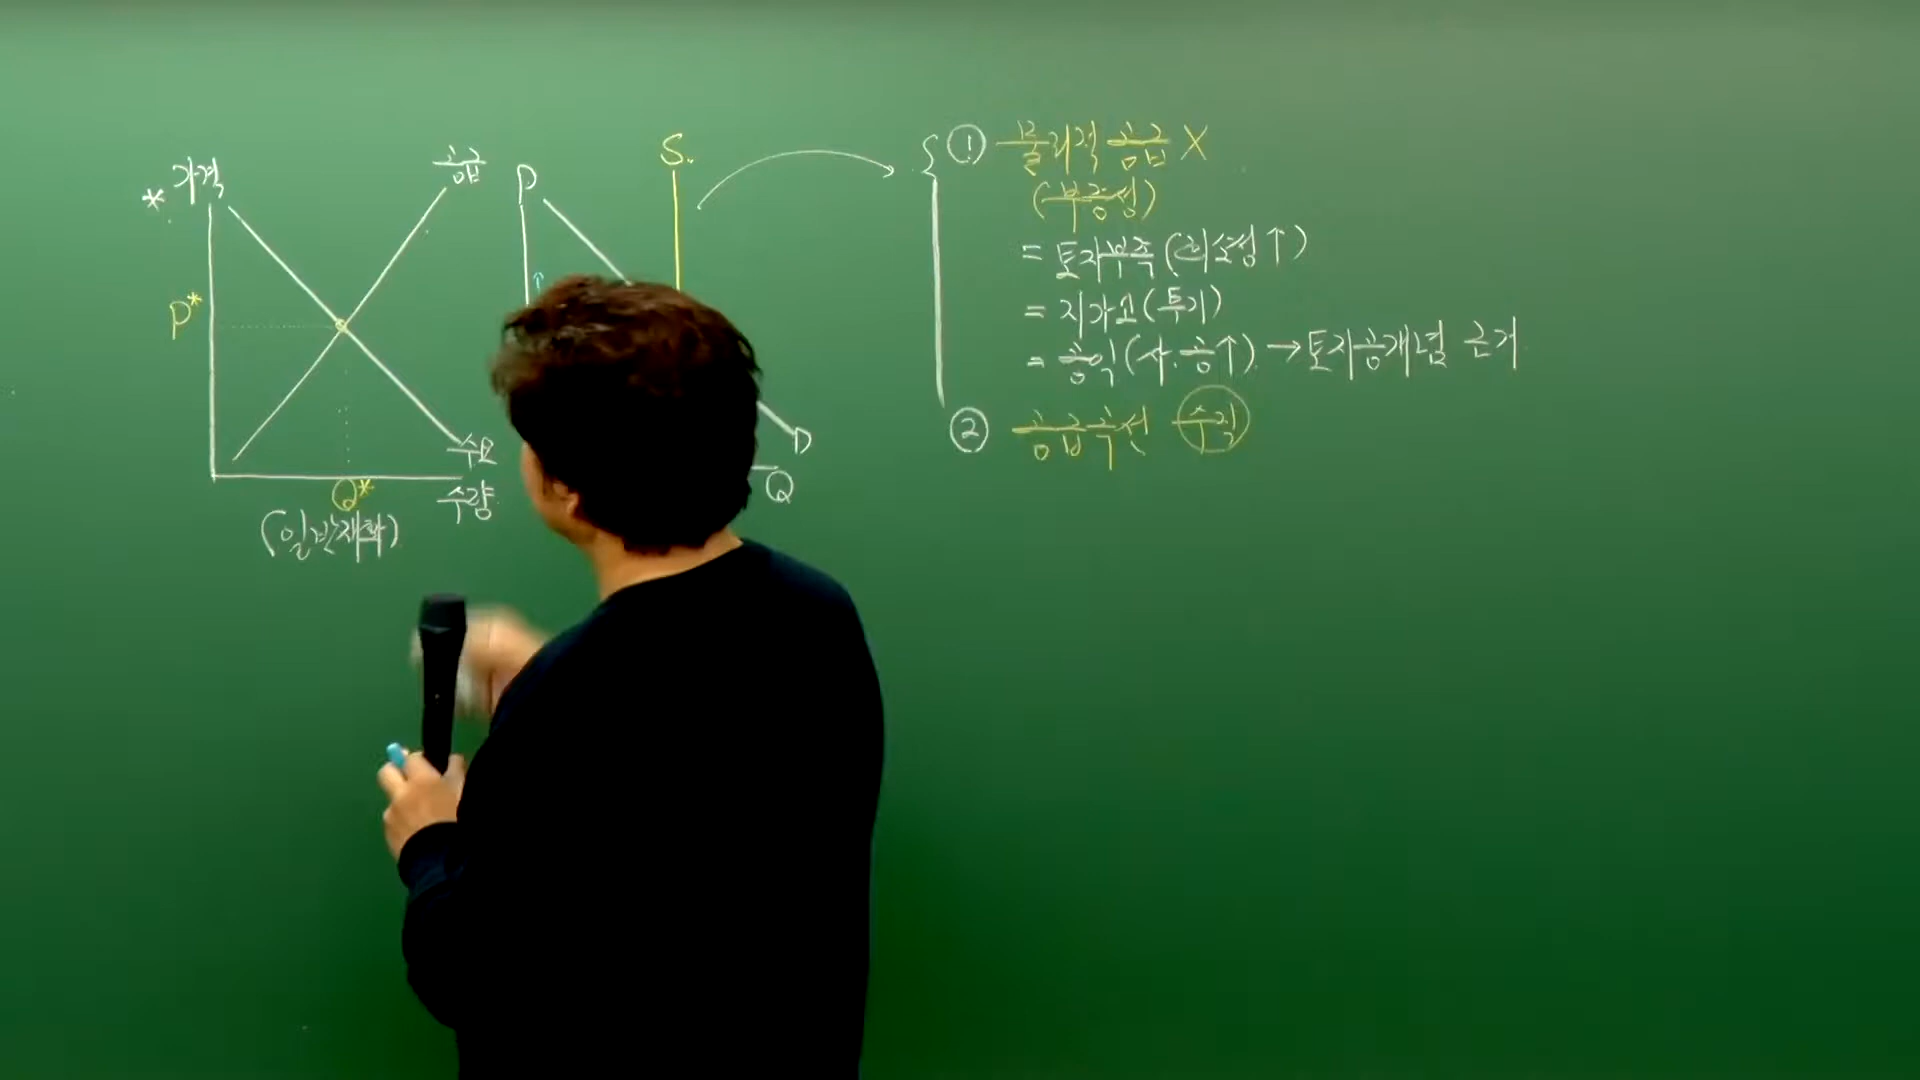 * 가격
공급
P*
수요
수량
Q*
(일반재화)
P
↑
S.
D
Q
① 물리적 공급 X
(부증성)
= 토지부족 (희소성↑)
= 지가고 (투기)
= 공익 (사.공↑) → 토지공개념 근거
② 공급곡선 수직